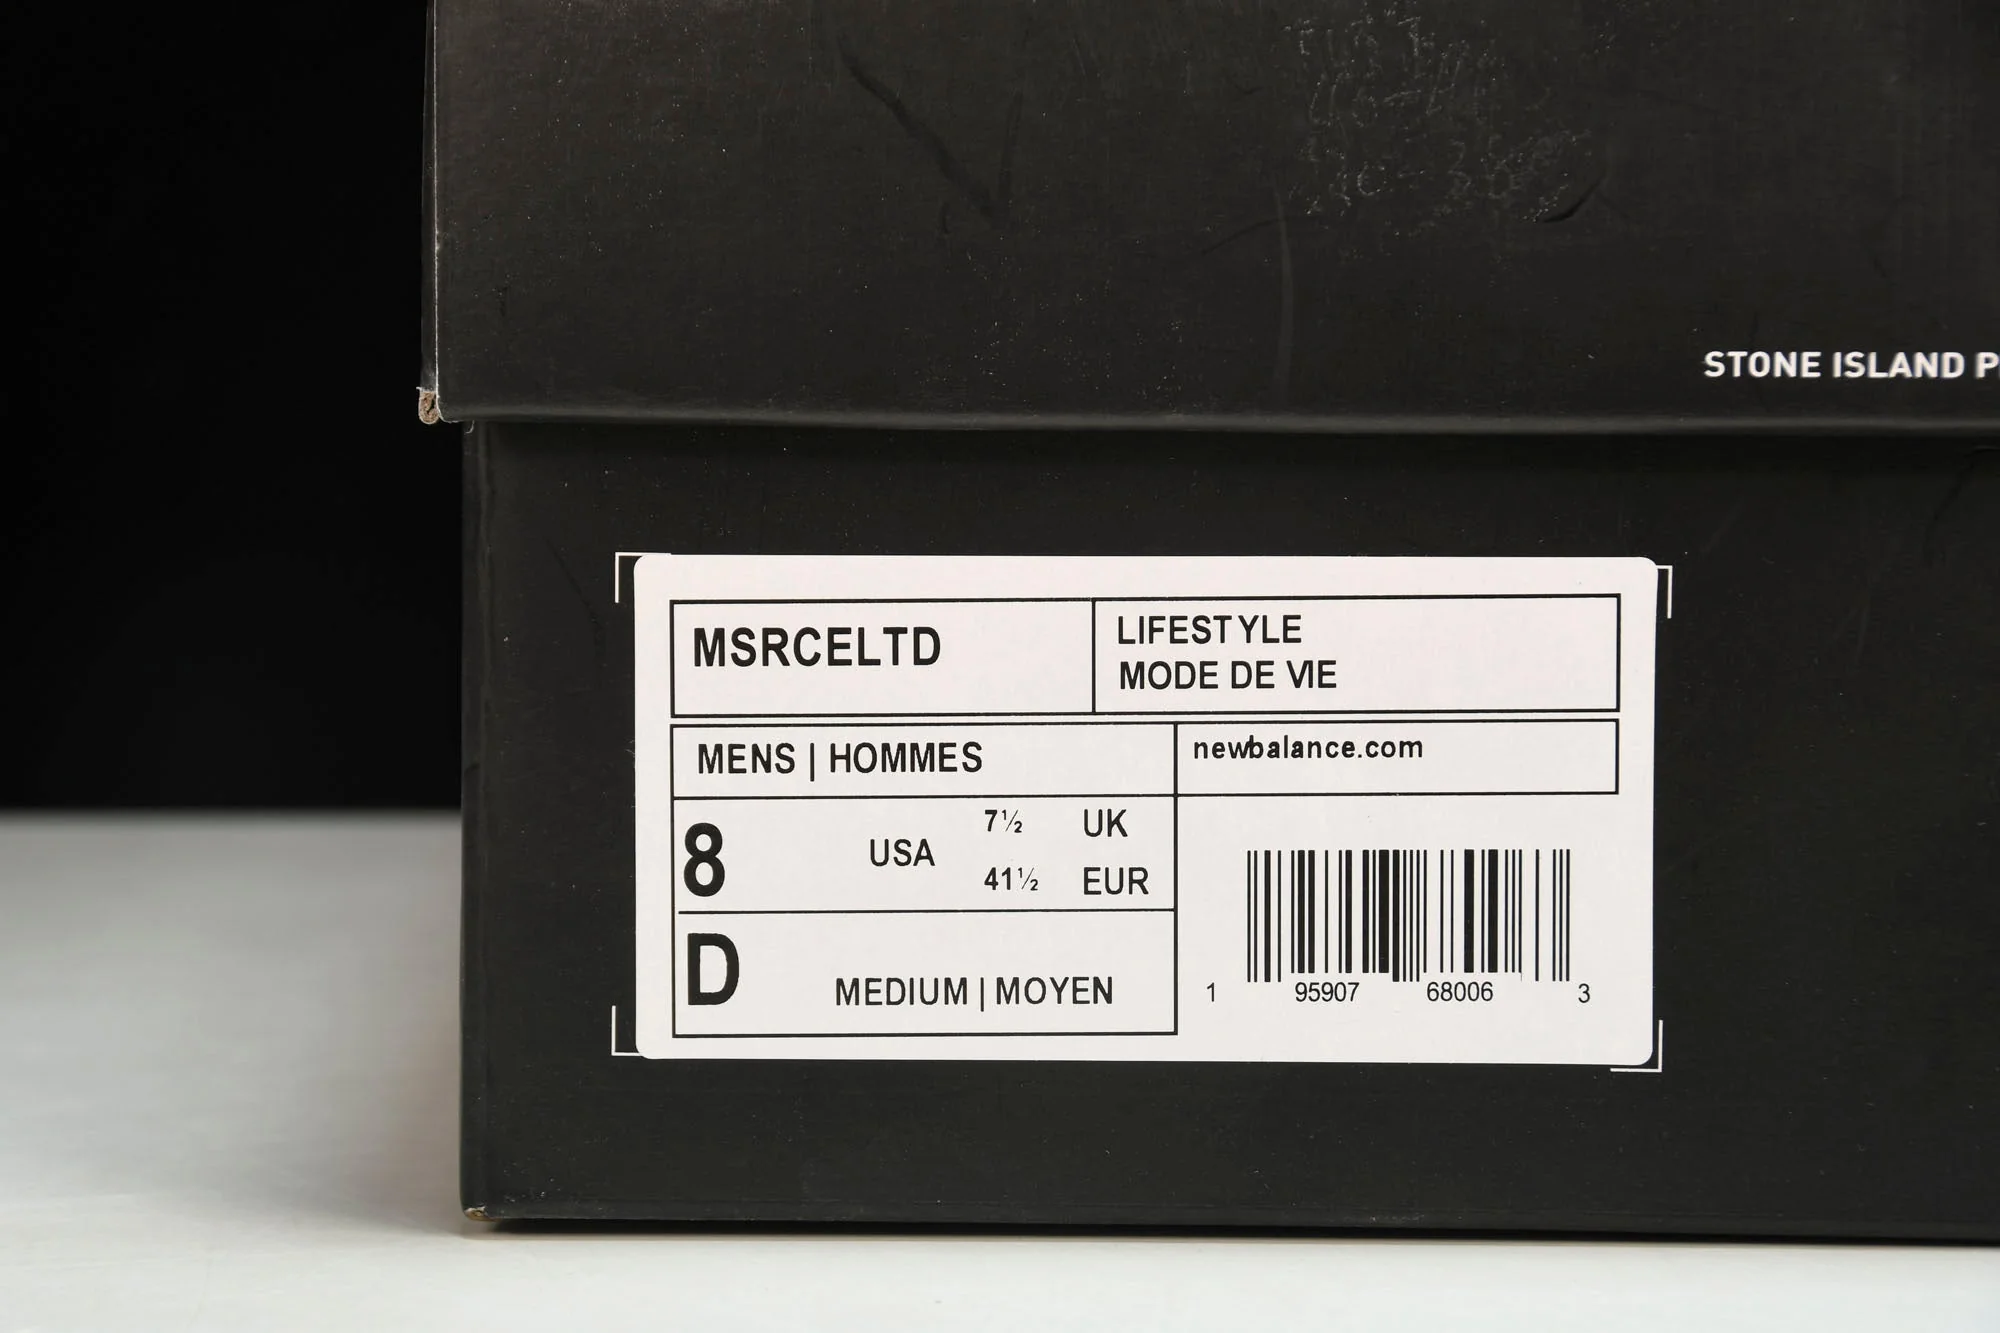 STONE ISLAND P
MSRCELTD
LIFESTYLE
MODE DE VIE
MENS | HOMMES
newbalance.com
8 USA 7½ UK
41½ EUR
D MEDIUM | MOYEN
1 95907 68006 3